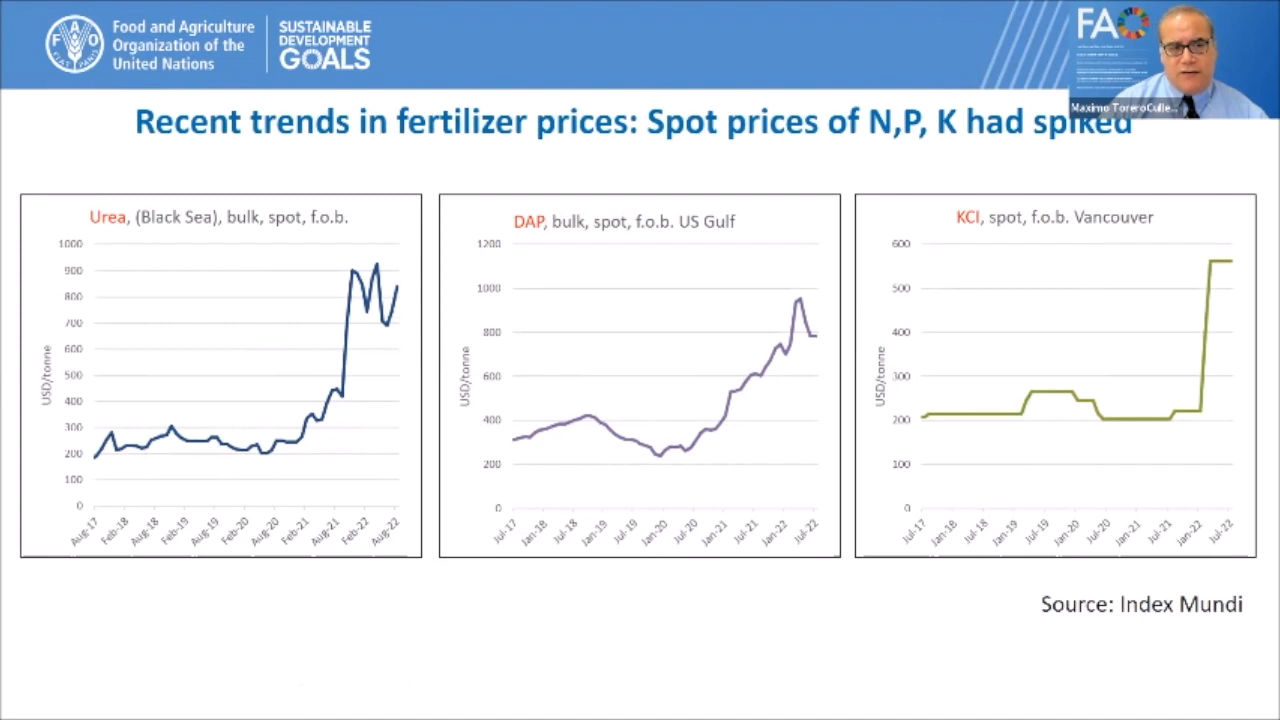 Food and Agriculture
Organization of the
United Nations
SUSTAINABLE
DEVELOPMENT
GOALS
FAO
Maximo ToreroCulle...
Recent trends in fertilizer prices: Spot prices of N,P, K had spiked
Urea, (Black Sea), bulk, spot, f.o.b.
USD/tonne
1000
900
800
700
600
500
400
300
200
100
0
Aug-17
Feb-18
Aug-18
Feb-19
Aug-19
Feb-20
Aug-20
Feb-21
Aug-21
Feb-22
Aug-22
DAP, bulk, spot, f.o.b. US Gulf
USD/tonne
1200
1000
800
600
400
200
0
Jul-17
Jan-18
Jul-18
Jan-19
Jul-19
Jan-20
Jul-20
Jan-21
Jul-21
Jan-22
Jul-22
KCI, spot, f.o.b. Vancouver
USD/tonne
600
500
400
300
200
100
0
Jul-17
Jan-18
Jul-18
Jan-19
Jul-19
Jan-20
Jul-20
Jan-21
Jul-21
Jan-22
Jul-22
Source: Index Mundi